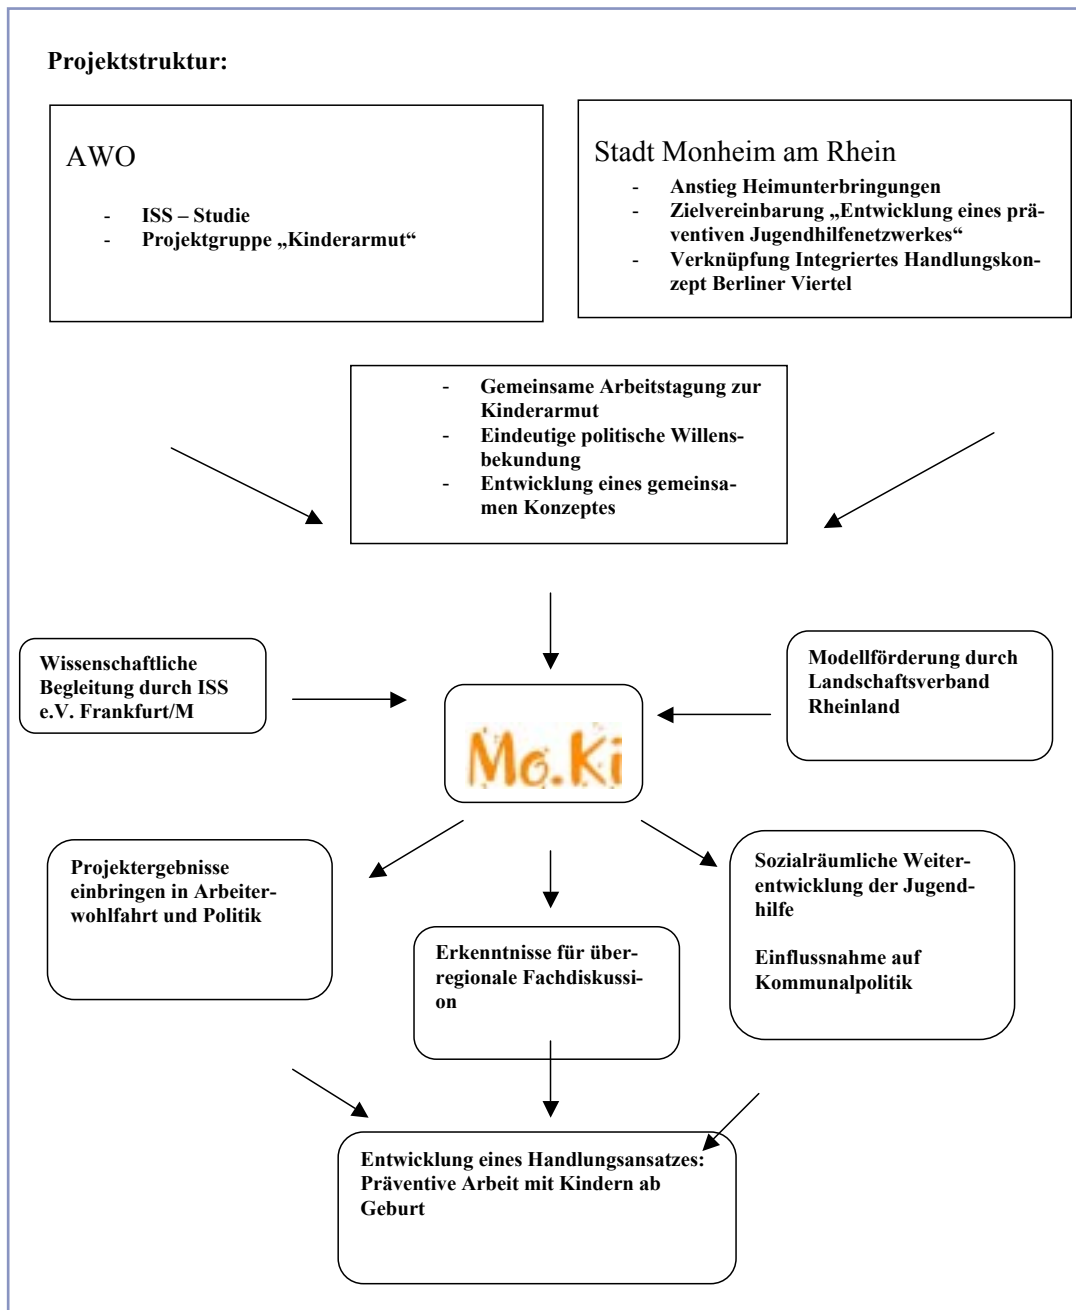 Projektstruktur:
AWO
- ISS – Studie
- Projektgruppe „Kinderarmut“
Stadt Monheim am Rhein
- Anstieg Heimunterbringungen
- Zielvereinbarung „Entwicklung eines prä-
ventiven Jugendhilfenetzwerkes“
- Verknüpfung Integriertes Handlungskon-
zept Berliner Viertel
- Gemeinsame Arbeitstagung zur
Kinderarmut
- Eindeutige politische Willens-
bekundung
- Entwicklung eines gemeinsa-
men Konzeptes
Wissenschaftliche
Begleitung durch ISS
e.V. Frankfurt/M
Mo.Ki
Modellförderung durch
Landschaftsverband
Rheinland
Projektergebnisse
einbringen in Arbeiter-
wohlfahrt und Politik
Erkenntnisse für über-
regionale Fachdiskussi-
on
Sozialräumliche Weiter-
entwicklung der Jugend-
hilfe
Einflussnahme auf
Kommunalpolitik
Entwicklung eines Handlungsansatzes:
Präventive Arbeit mit Kindern ab
Geburt